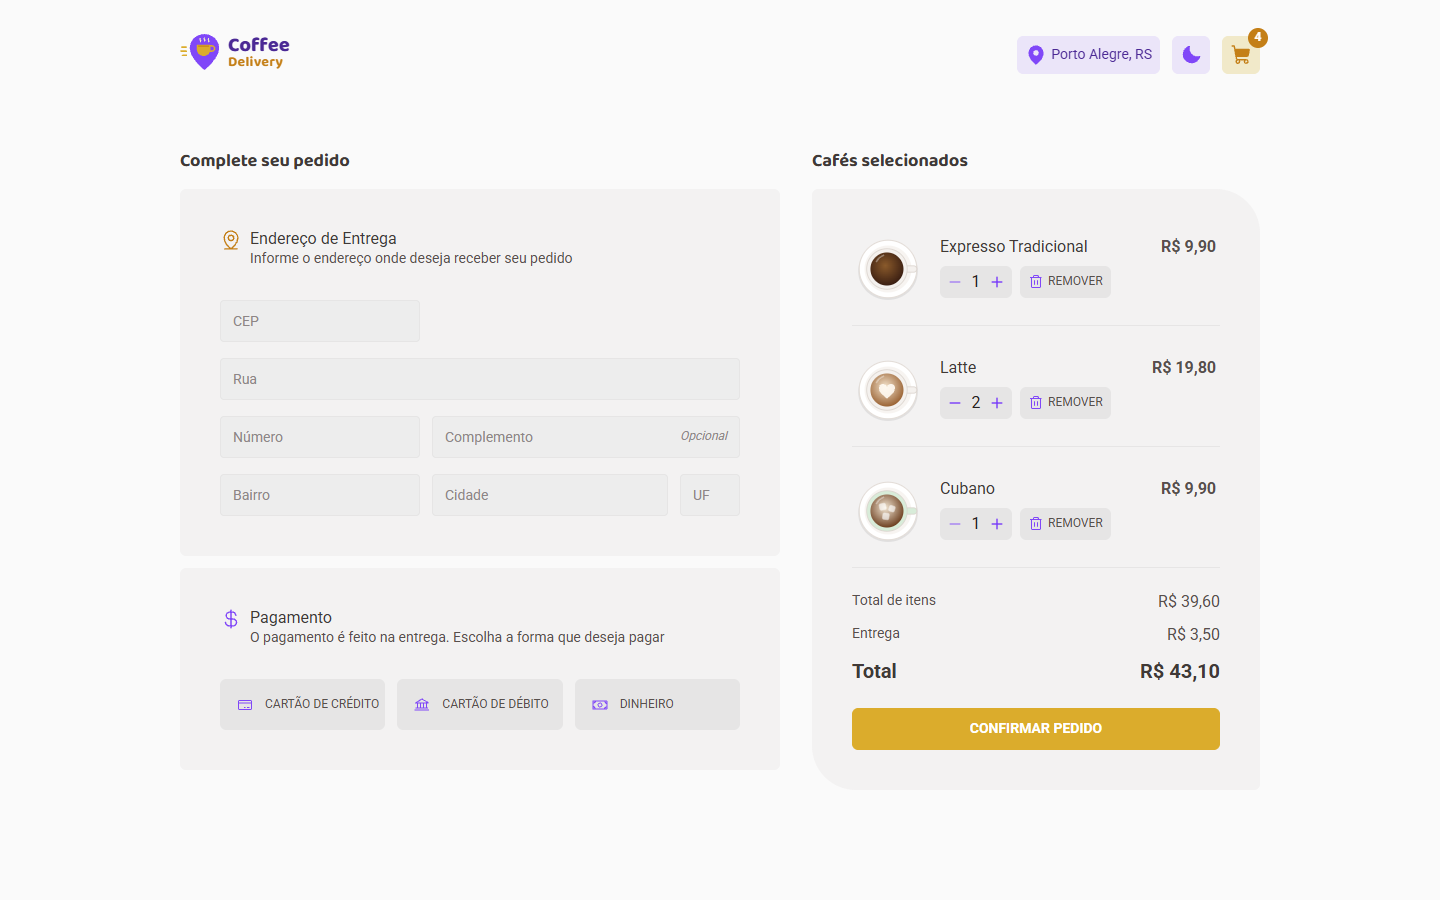 Coffee
Delivery
Porto Alegre, RS
4
Complete seu pedido
Endereço de Entrega
Informe o endereço onde deseja receber seu pedido
CEP
Rua
Número
Complemento
Opcional
Bairro
Cidade
UF
Pagamento
O pagamento é feito na entrega. Escolha a forma que deseja pagar
CARTÃO DE CRÉDITO
CARTÃO DE DÉBITO
DINHEIRO
Cafés selecionados
Expresso Tradicional
R$ 9,90
1
REMOVER
Latte
R$ 19,80
2
REMOVER
Cubano
R$ 9,90
1
REMOVER
Total de itens
R$ 39,60
Entrega
R$ 3,50
Total
R$ 43,10
CONFIRMAR PEDIDO